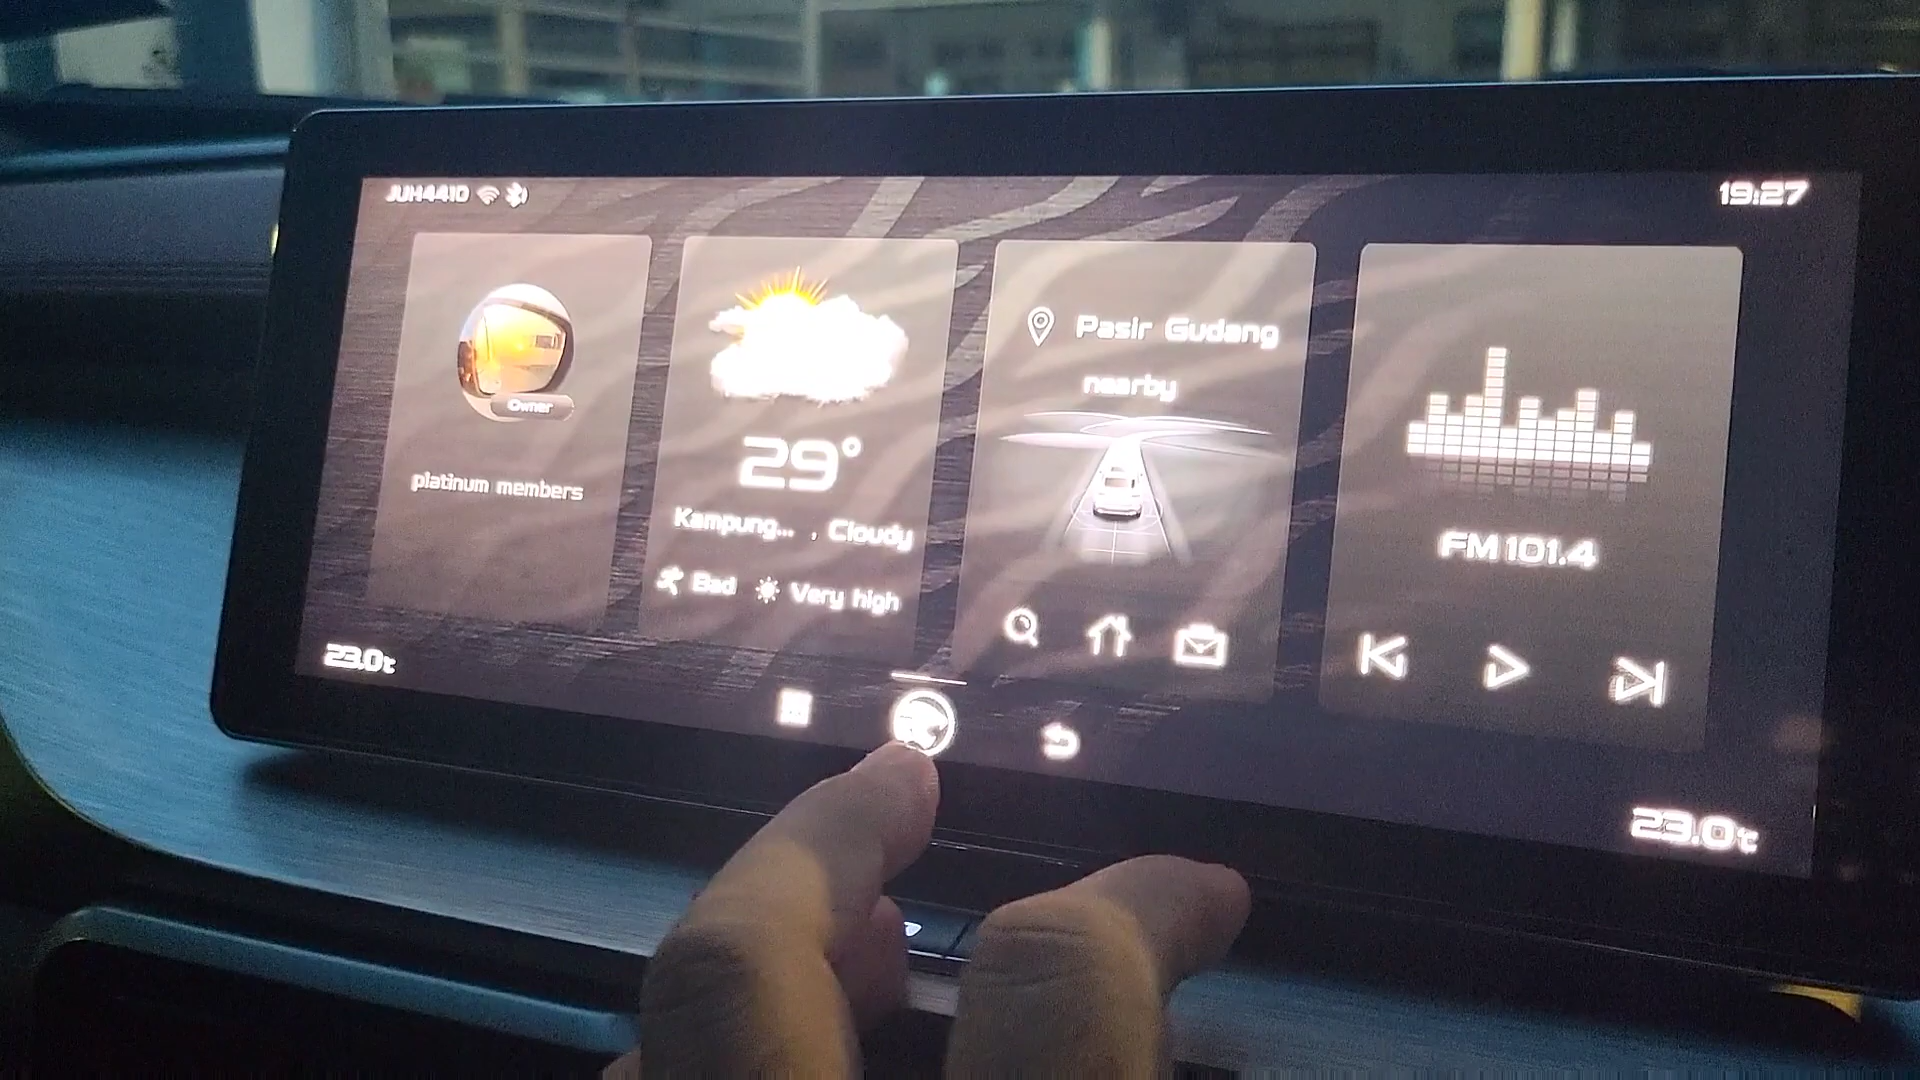 JUH4410
19:27
Owner
platinum members
29°
Kampung... , Cloudy
Bad Very high
Pasir Gudang
nearby
FM 101.4
23.0℃
23.0℃